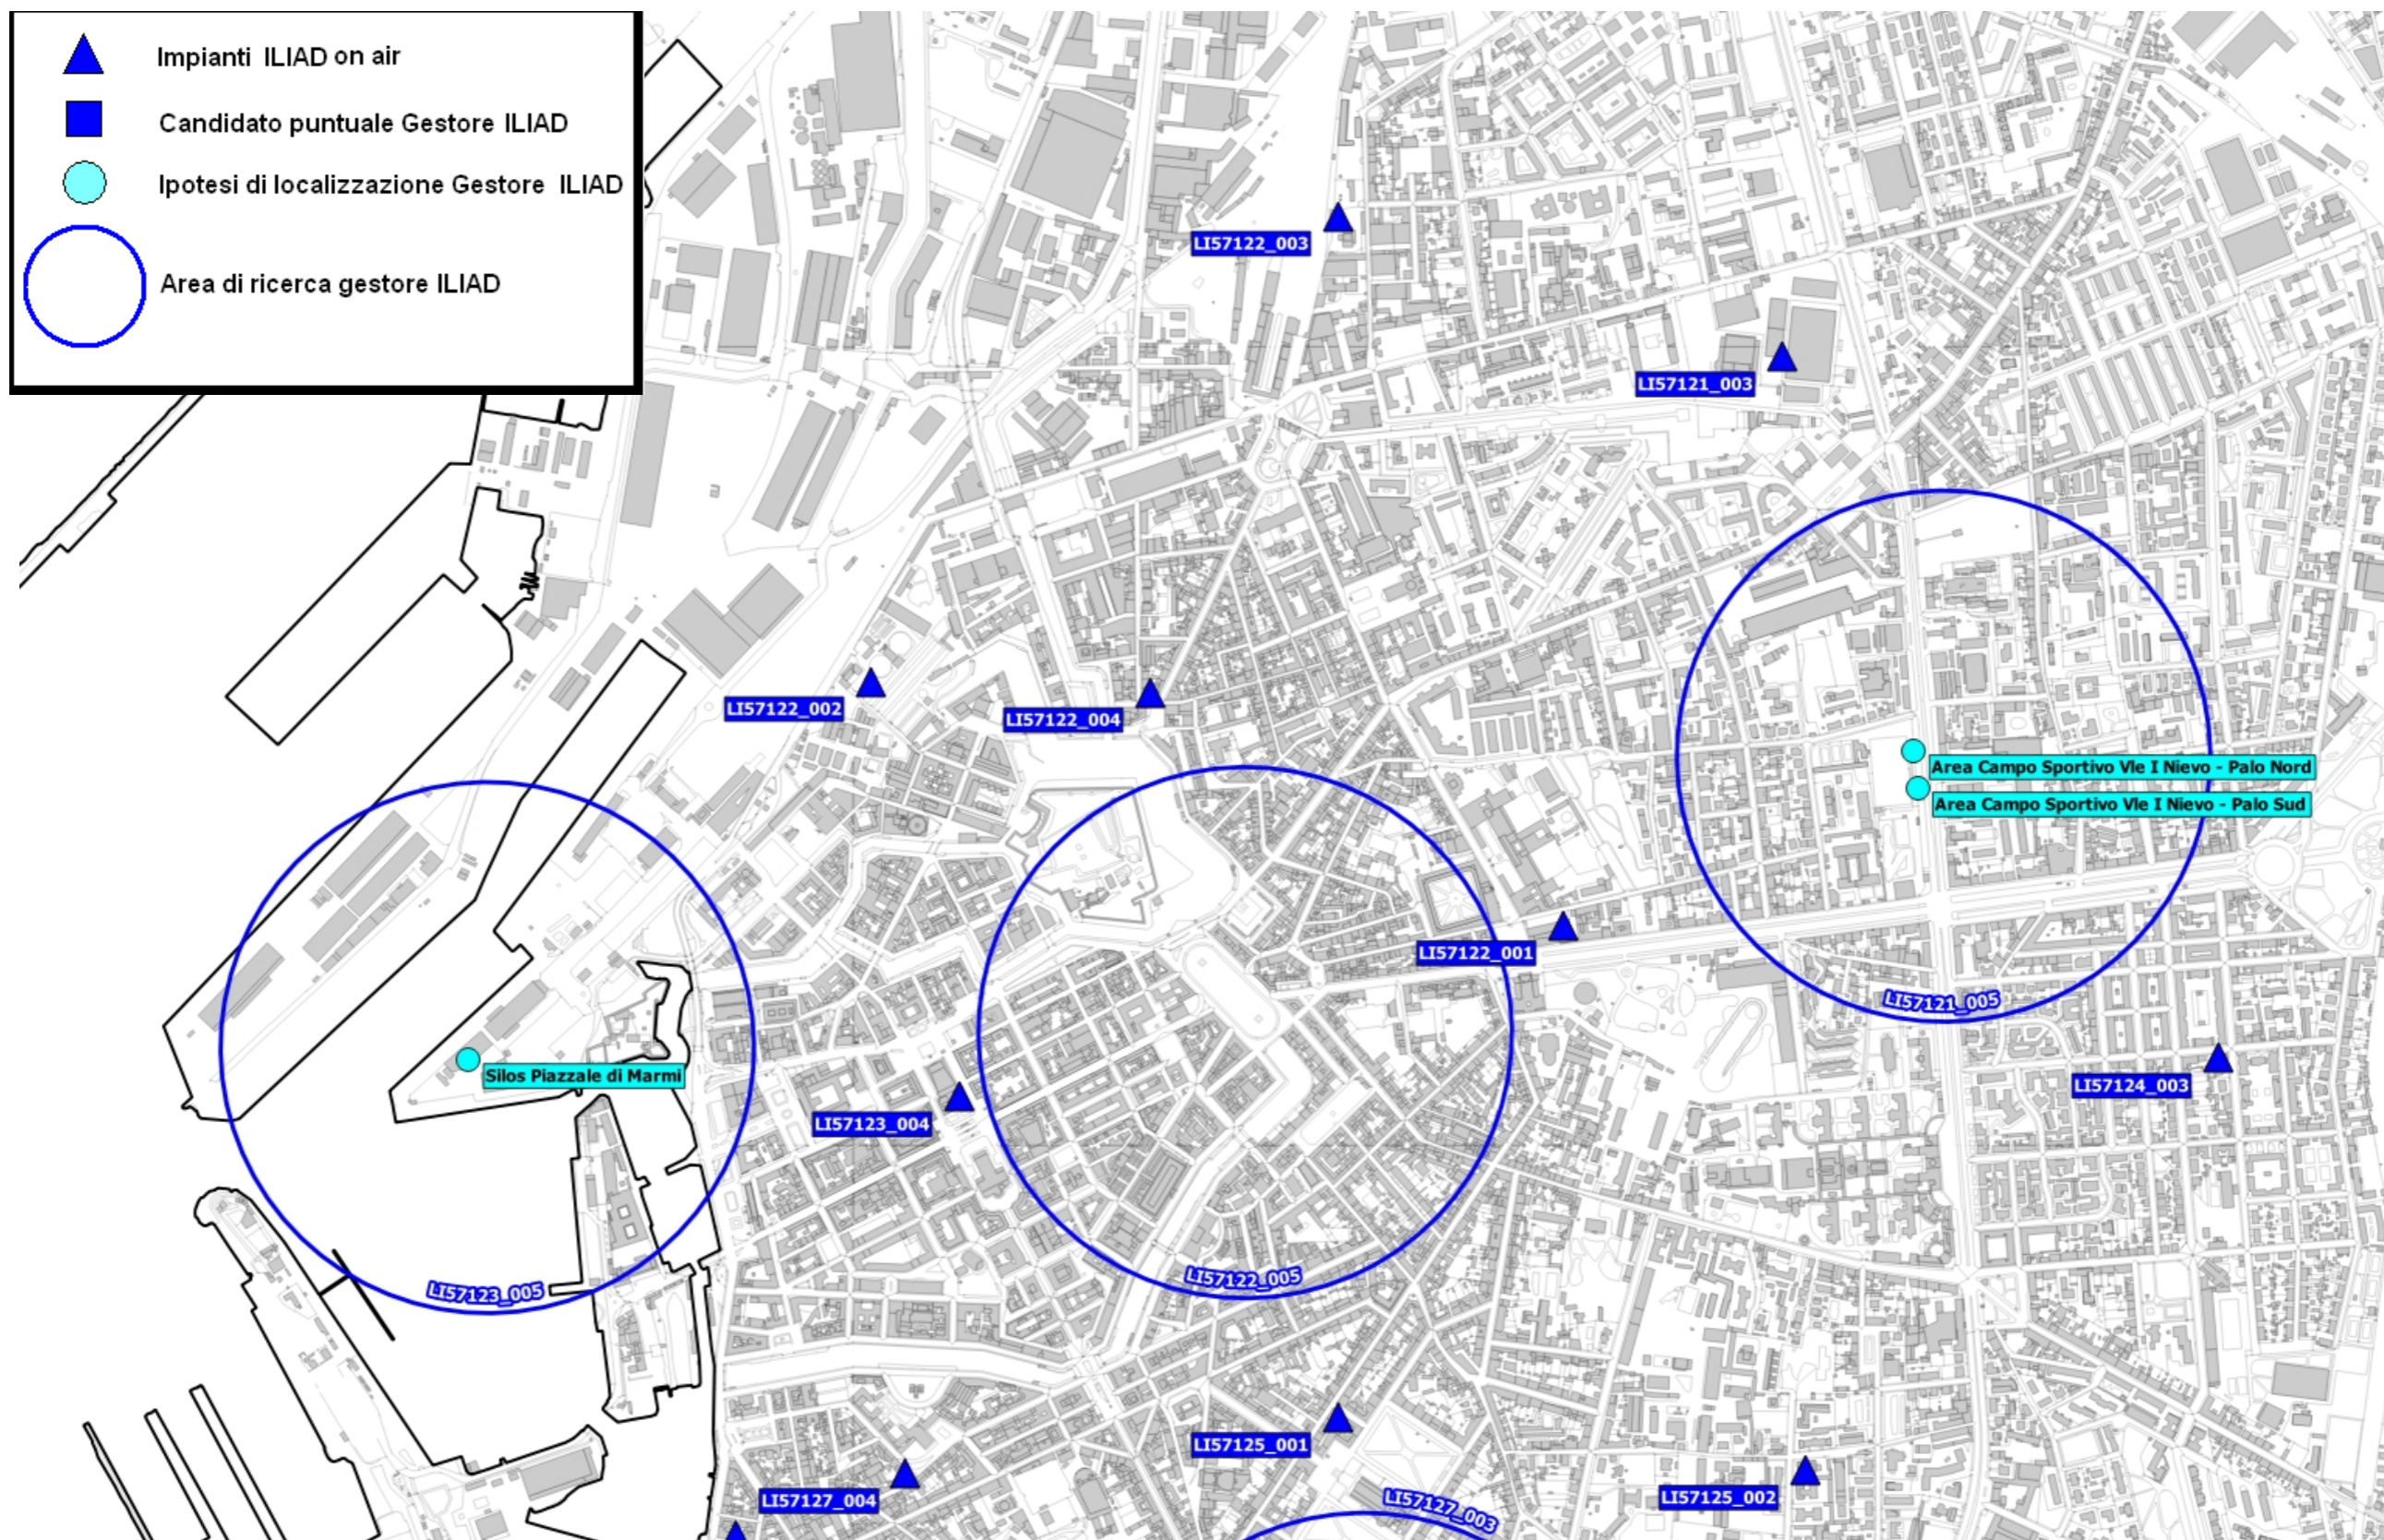 Impianti ILIAD on air
Candidato puntuale Gestore ILIAD
Ipotesi di localizzazione Gestore ILIAD
Area di ricerca gestore ILIAD
LI57122_003
LI57121_003
LI57122_002
LI57122_004
Area Campo Sportivo Vle I Nievo - Palo Nord
Area Campo Sportivo Vle I Nievo - Palo Sud
LI57122_001
LI57121_005
Silos Piazzale di Marmi
LI57124_003
LI57123_004
LI57122_005
LI57123_005
LI57125_001
LI57127_004
LI57125_002
LI57127_003